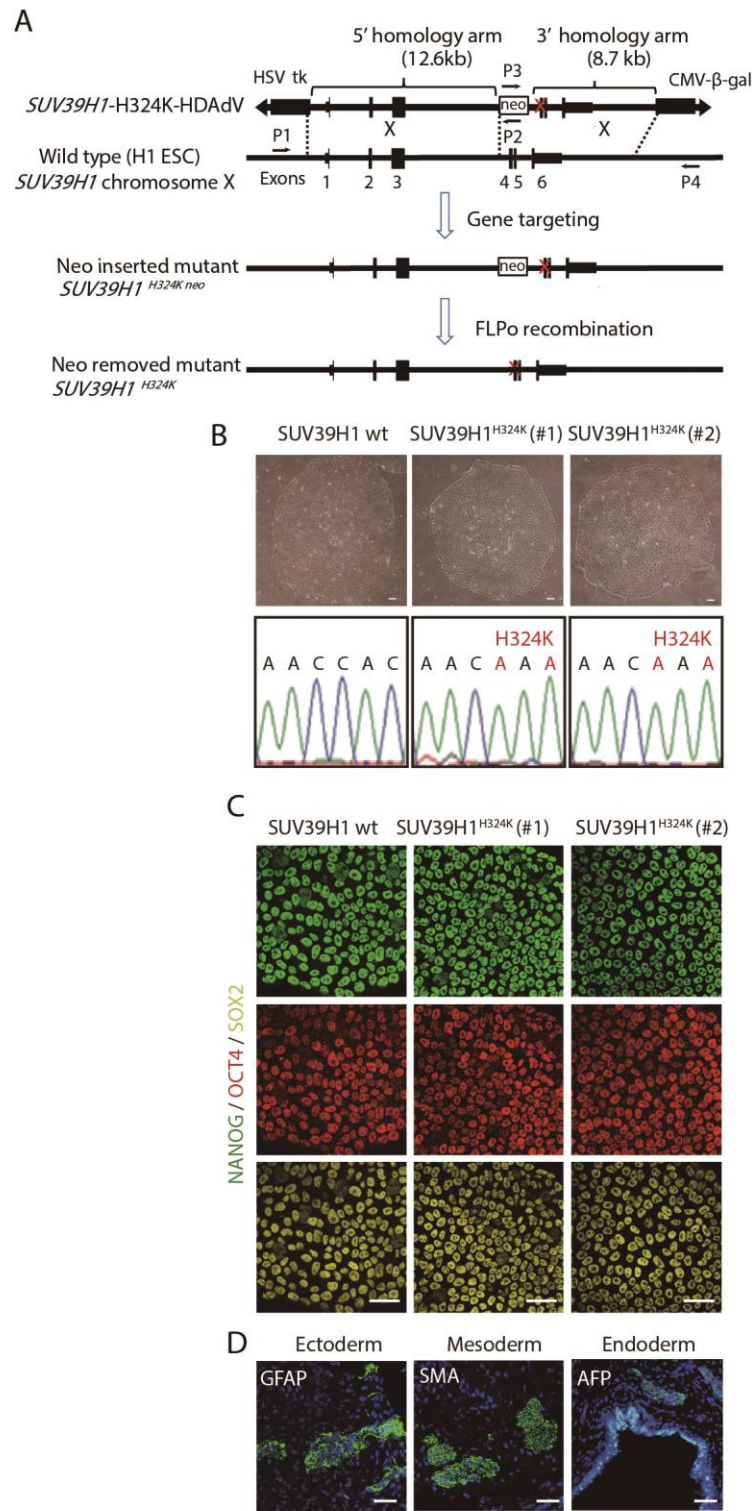 A
5’ homology arm
(12.6kb)
3’ homology arm
(8.7 kb)
HSV tk
P3
CMV-β-gal
SUV39H1-H324K-HDAdV
neo
X
X
X
P1
P2
Wild type (H1 ESC)
SUV39H1 chromosome X
Exons
1 2 3 4 5 6
P4
Gene targeting
Neo inserted mutant
SUV39H1 H324K neo
neo
X
FLPo recombination
Neo removed mutant
SUV39H1 H324K
X
B
SUV39H1 wt SUV39H1H324K (#1) SUV39H1H324K (#2)
H324K H324K
A A C C A C A A C A A A A A C A A A
C
SUV39H1 wt SUV39H1H324K (#1) SUV39H1H324K (#2)
NANOG / OCT4 / SOX2
D
Ectoderm Mesoderm Endoderm
GFAP SMA AFP